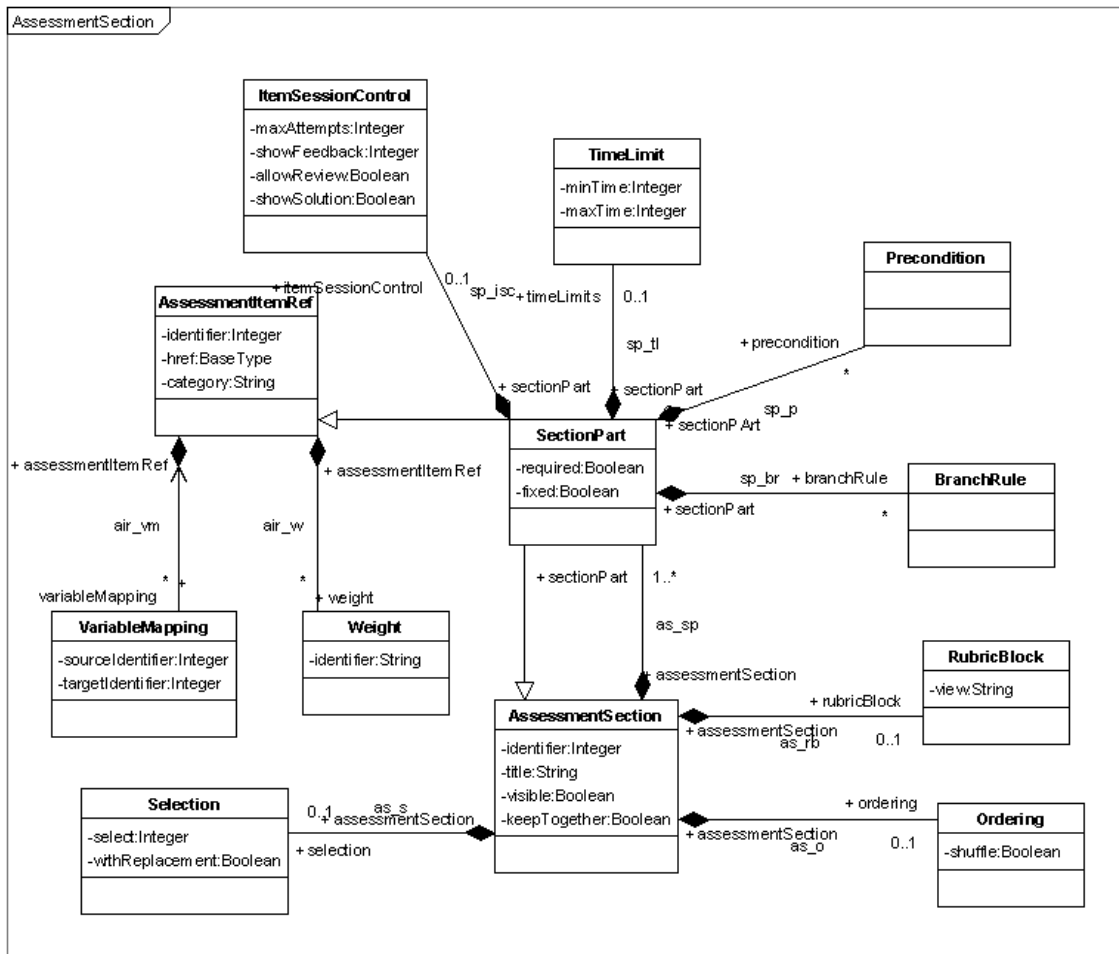 AssessmentSection
ItemSessionControl
-maxAttempts:Integer
-showFeedback:Integer
-allowReview:Boolean
-showSolution:Boolean
TimeLimit
-minTime:Integer
-maxTime:Integer
Precondition
+itemSessionControl
0..1
sp_isc
+timeLimits
0..1
AssessmentItemRef
-identifier:Integer
-href:BaseType
-category:String
sp_tl
+ precondition
*
+ sectionPart
+ sectionPart
sp_p
+ sectionPArt
SectionPart
-required:Boolean
-fixed:Boolean
+ assessmentItemRef
+ assessmentItemRef
sp_br
+ branchRule
+ sectionPart
*
BranchRule
air_vm
air_w
* +
variableMapping
*
+ weight
+ sectionPart
1..*
as_sp
VariableMapping
-sourceIdentifier:Integer
-targetIdentifier:Integer
Weight
-identifier:String
+ assessmentSection
RubricBlock
-view:String
+ rubricBlock
+ assessmentSection
as_rb
0..1
AssessmentSection
-identifier:Integer
-title:String
-visible:Boolean
-keepTogether:Boolean
Selection
-select:Integer
-withReplacement:Boolean
as_s
0..1
+ assessmentSection
+ selection
+ ordering
+ assessmentSection
as_o
0..1
Ordering
-shuffle:Boolean